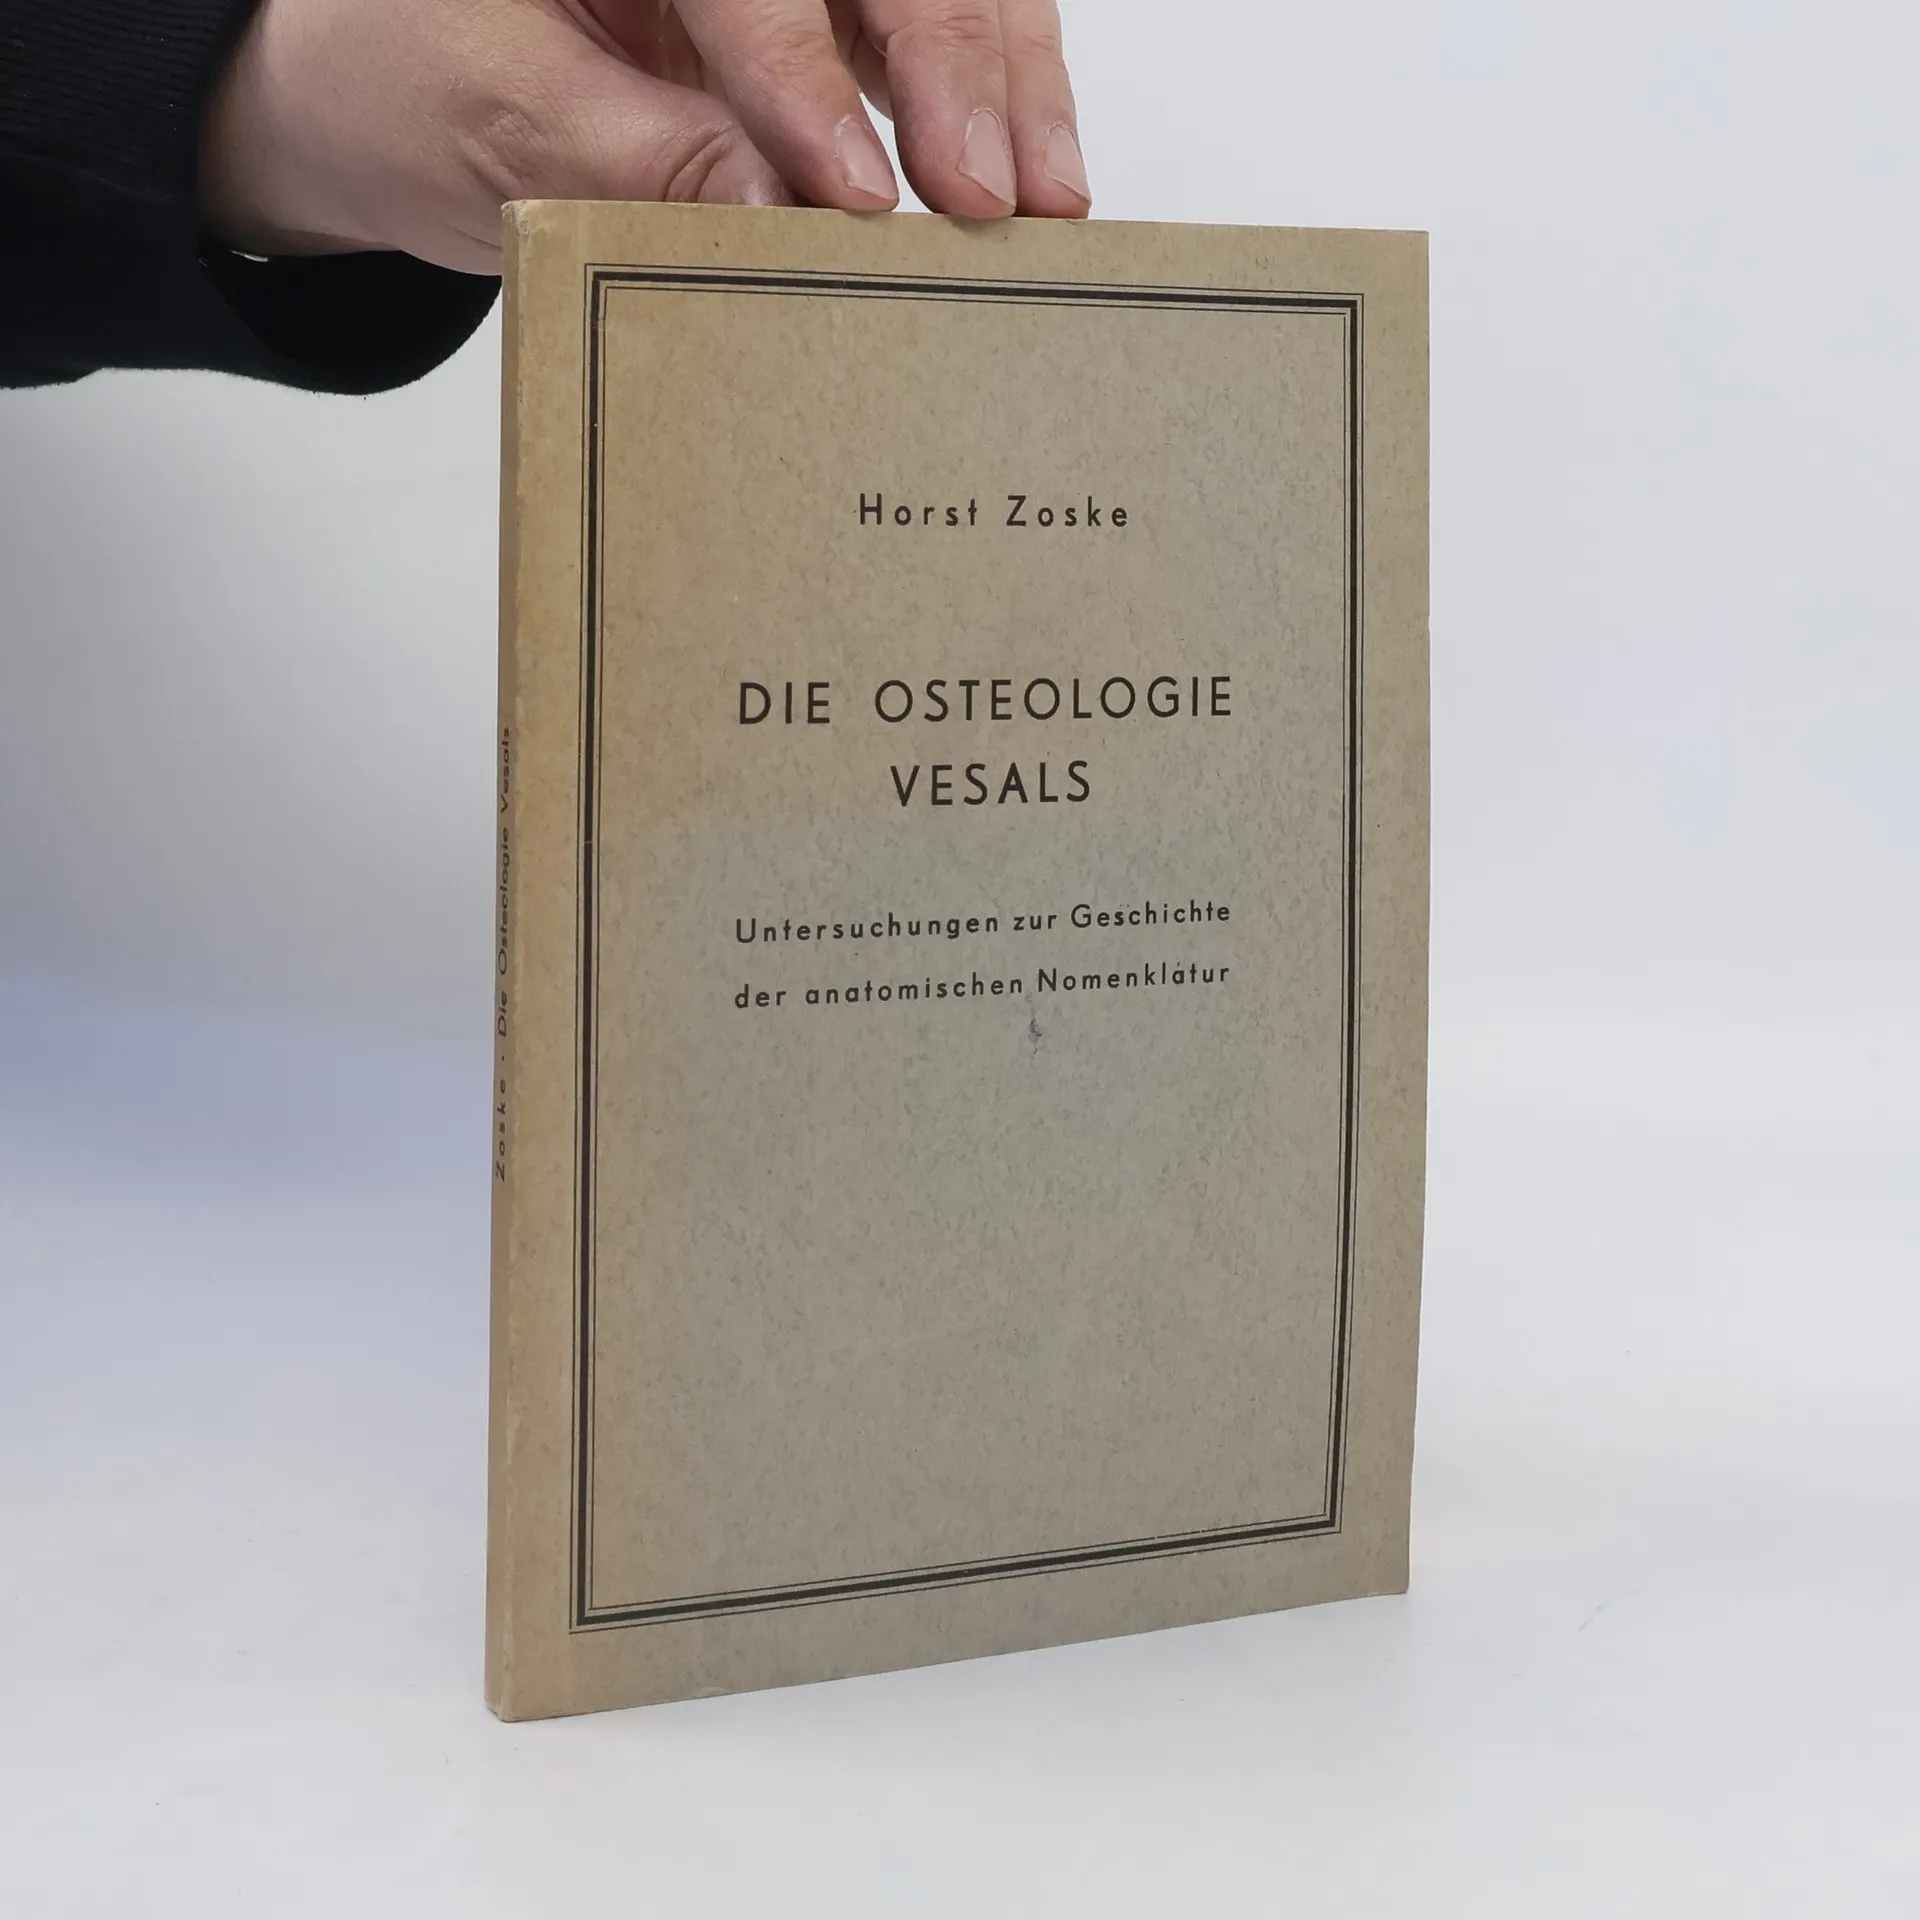 Horst Zoske
DIE OSTEOLOGIE
VESALS
Untersuchungen zur Geschichte
der anatomischen Nomenklatur
Zoske · Die Osteologie Vesals